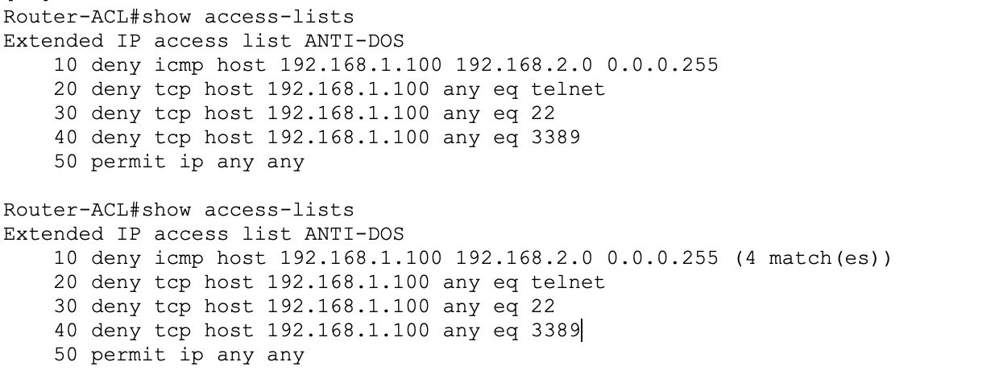 Router-ACL#show access-lists
Extended IP access list ANTI-DOS
    10 deny icmp host 192.168.1.100 192.168.2.0 0.0.0.255
    20 deny tcp host 192.168.1.100 any eq telnet
    30 deny tcp host 192.168.1.100 any eq 22
    40 deny tcp host 192.168.1.100 any eq 3389
    50 permit ip any any

Router-ACL#show access-lists
Extended IP access list ANTI-DOS
    10 deny icmp host 192.168.1.100 192.168.2.0 0.0.0.255 (4 match(es))
    20 deny tcp host 192.168.1.100 any eq telnet
    30 deny tcp host 192.168.1.100 any eq 22
    40 deny tcp host 192.168.1.100 any eq 3389
    50 permit ip any any